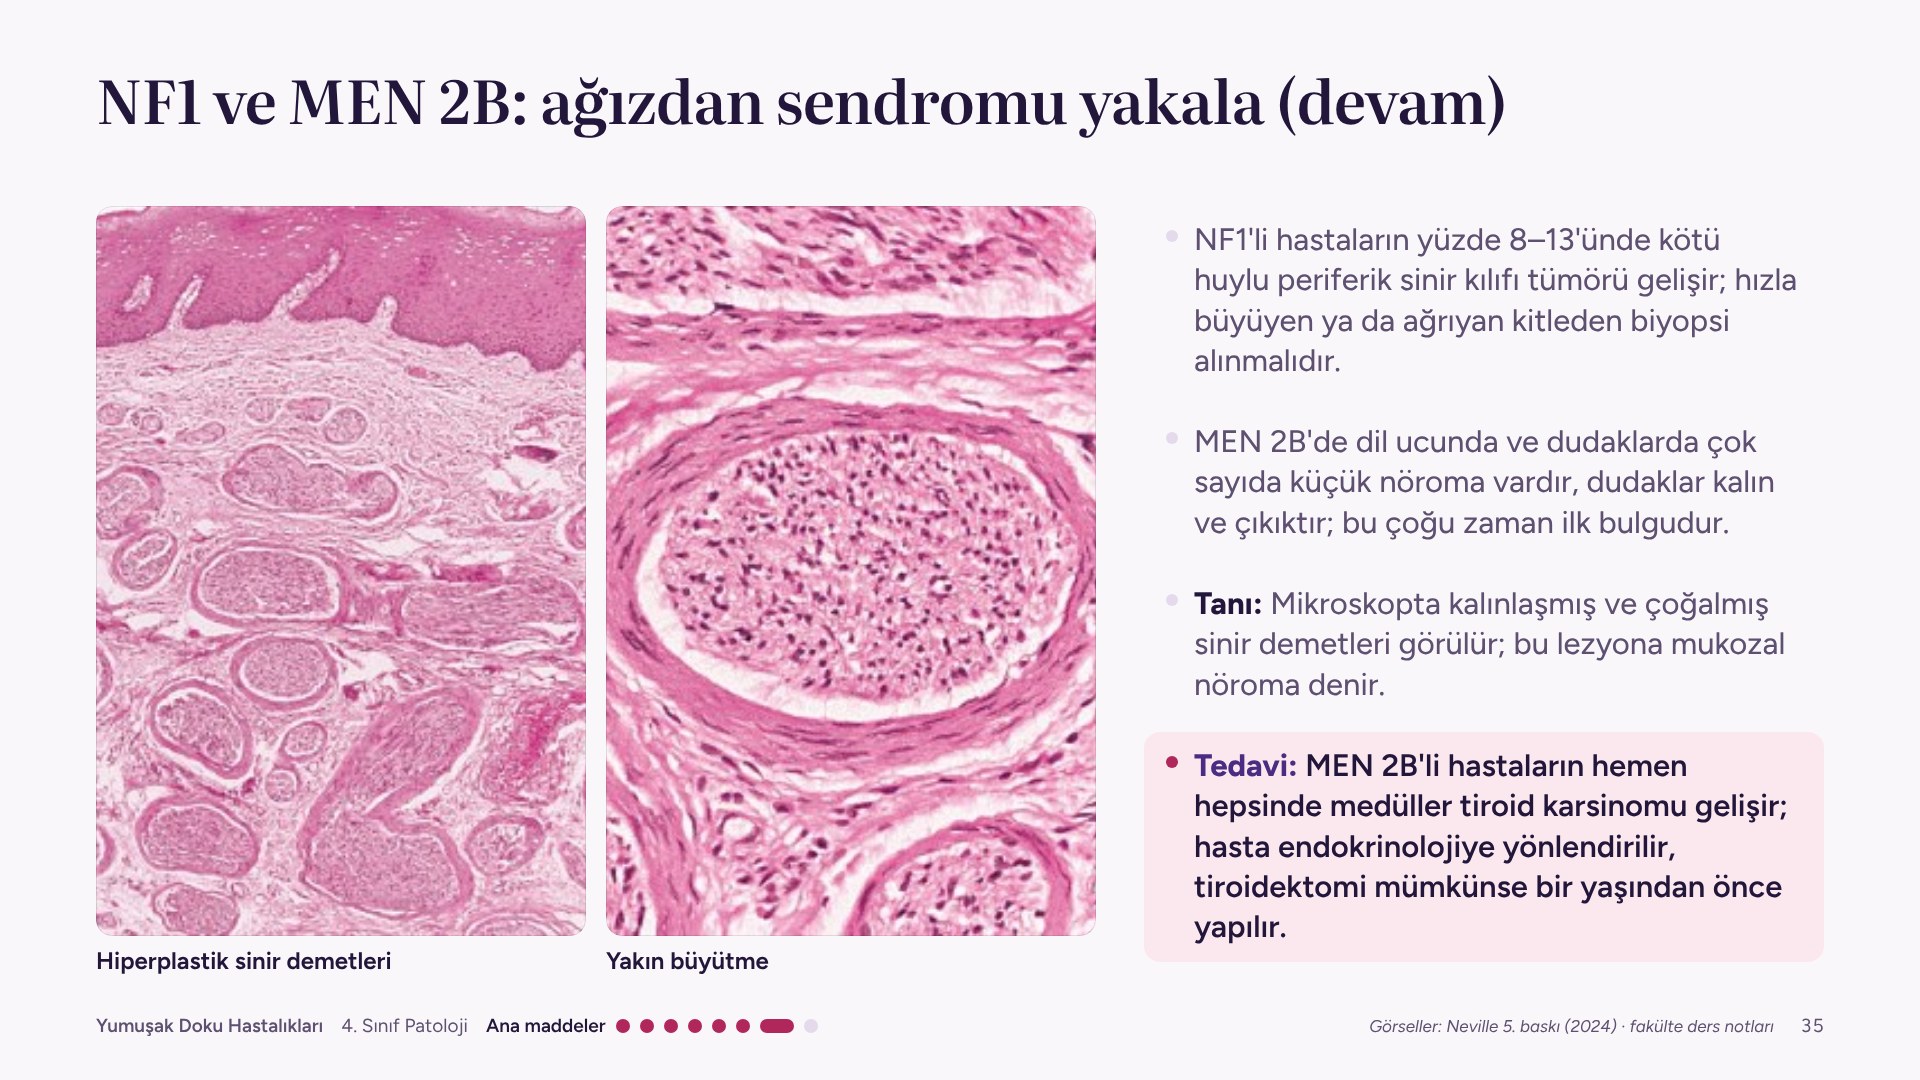 NF1 ve MEN 2B: ağızdan sendromu yakala (devam)
NF1'li hastaların yüzde 8–13'ünde kötü
huylu periferik sinir kılıfı tümörü gelişir; hızla
büyüyen ya da ağrıyan kitleden biyopsi
alınmalıdır.
MEN 2B'de dil ucunda ve dudaklarda çok
sayıda küçük nöroma vardır, dudaklar kalın
ve çıkıktır; bu çoğu zaman ilk bulgudur.
Tanı: Mikroskopta kalınlaşmış ve çoğalmış
sinir demetleri görülür; bu lezyona mukozal
nöroma denir.
Tedavi: MEN 2B'li hastaların hemen
hepsinde medüller tiroid karsinomu gelişir;
hasta endokrinolojiye yönlendirilir,
tiroidektomi mümkünse bir yaşından önce
yapılır.
Hiperplastik sinir demetleri
Yakın büyütme
Yumuşak Doku Hastalıkları 4. Sınıf Patoloji Ana maddeler
Görseller: Neville 5. baskı (2024) · fakülte ders notları 35